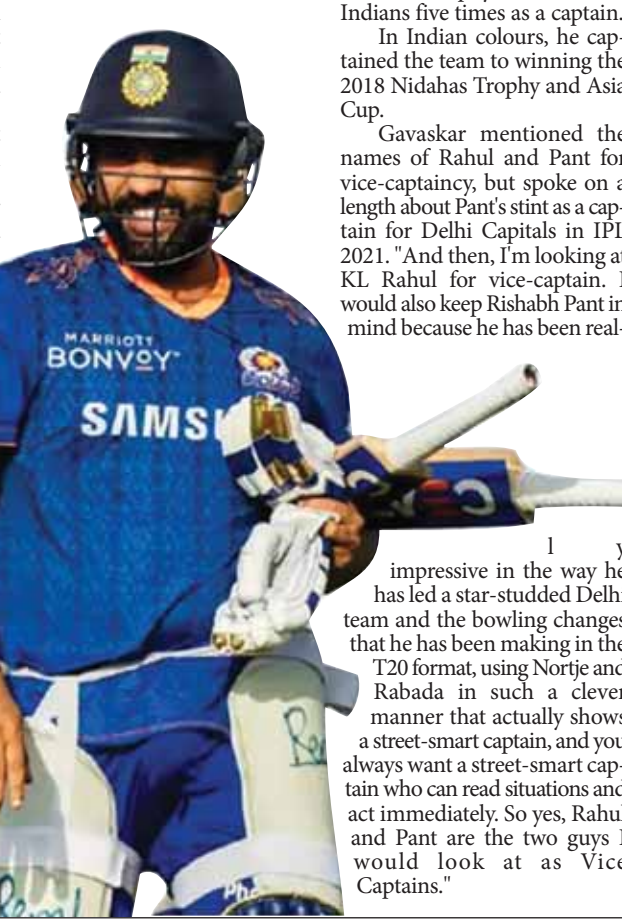 Indians five times as a captain.
In Indian colours, he cap-
tained the team to winning the
2018 Nidahas Trophy and Asia
Cup.
Gavaskar mentioned the
names of Rahul and Pant for
vice-captaincy, but spoke on a
length about Pant's stint as a cap-
tain for Delhi Capitals in IPL
2021. "And then, I'm looking at
KL Rahul for vice-captain. I
would also keep Rishabh Pant in
mind because he has been real-
l y
impressive in the way he
has led a star-studded Delhi
team and the bowling changes
that he has been making in the
T20 format, using Nortje and
Rabada in such a clever
manner that actually shows
a street-smart captain, and you
always want a street-smart cap-
tain who can read situations and
act immediately. So yes, Rahul
and Pant are the two guys I
would look at as Vice
Captains."
MARRIOTT
BONVOY™
SAMSU